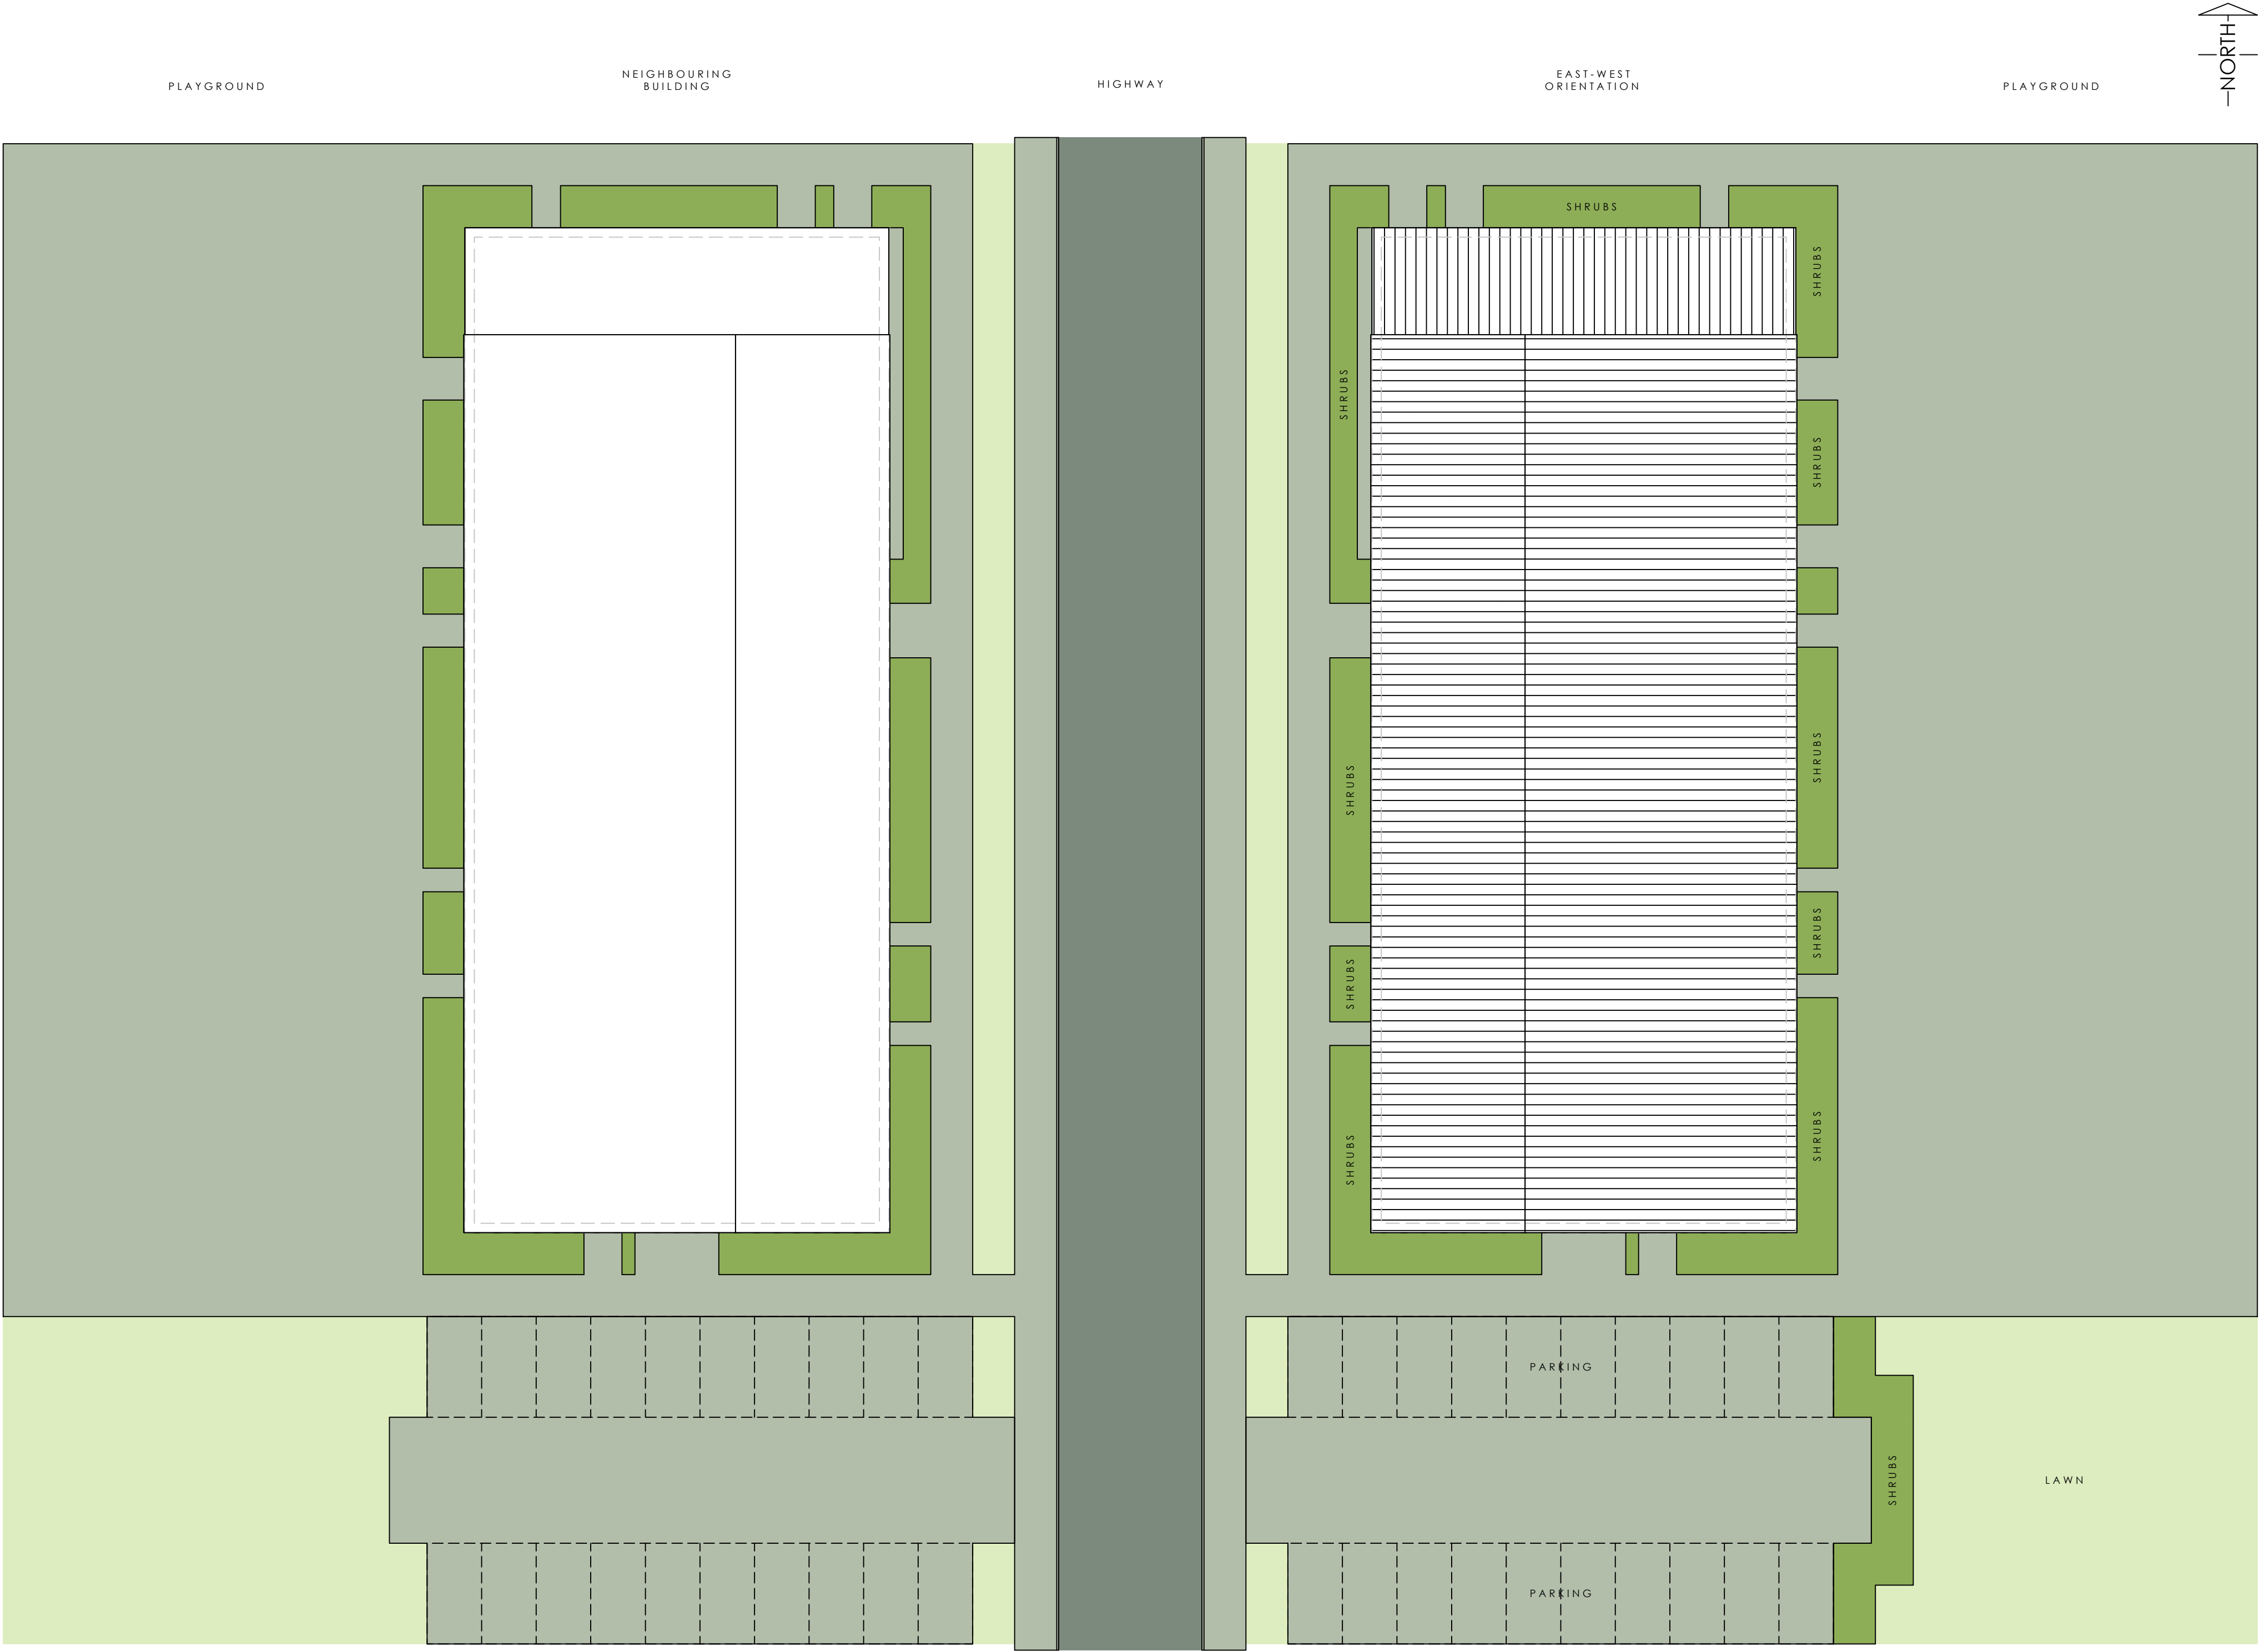 NORTH
PLAYGROUND
NEIGHBOURING
BUILDING
HIGHWAY
EAST-WEST
ORIENTATION
PLAYGROUND
SHRUBS
SHRUBS
SHRUBS
SHRUBS
SHRUBS
SHRUBS
SHRUBS
SHRUBS
SHRUBS
SHRUBS
PARKING
SHRUBS
LAWN
PARKING